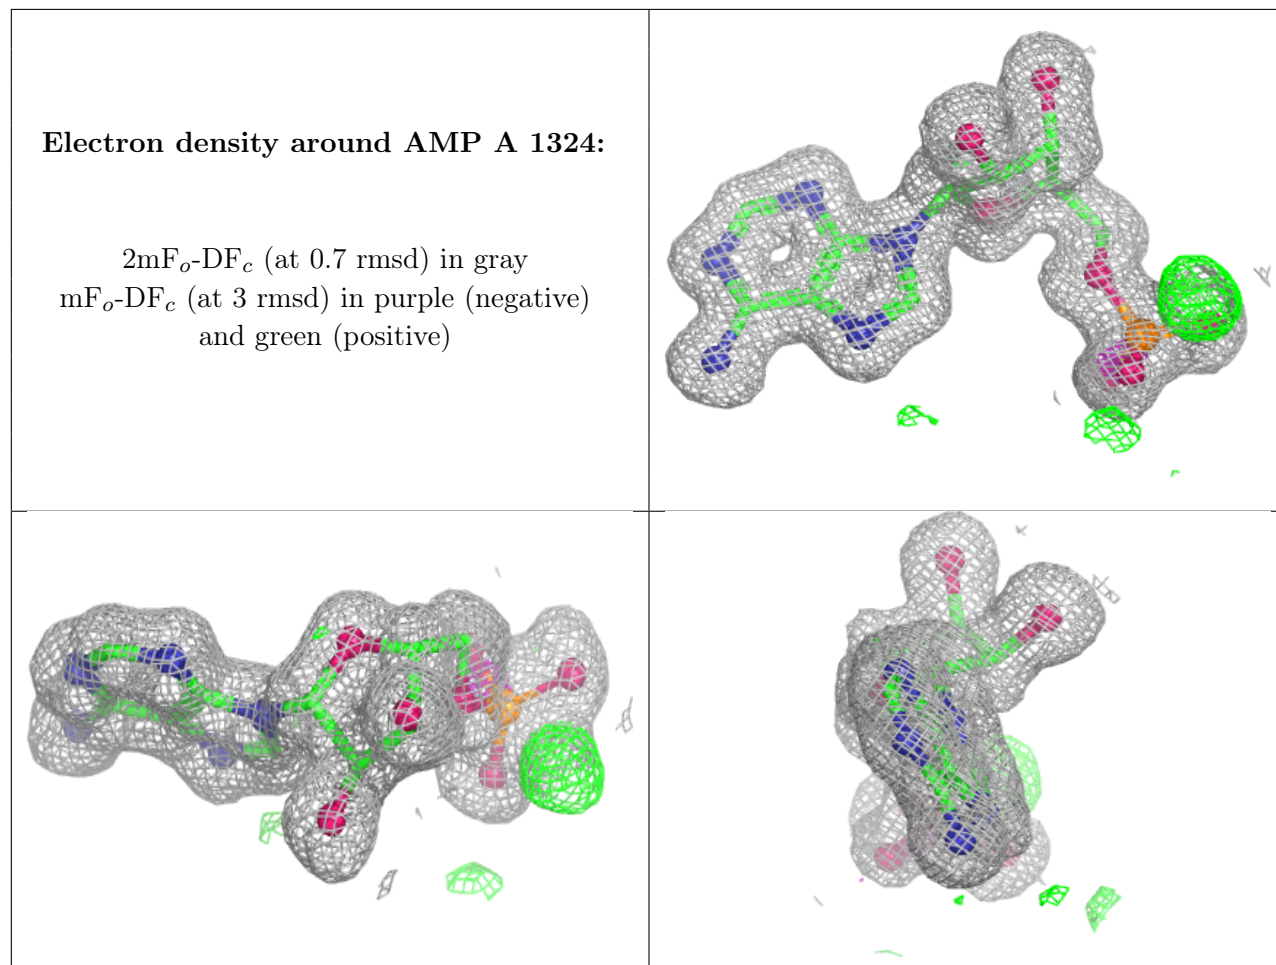 Electron density around AMP A 1324:
2mFo-DFc (at 0.7 rmsd) in gray
mFo-DFc (at 3 rmsd) in purple (negative)
and green (positive)